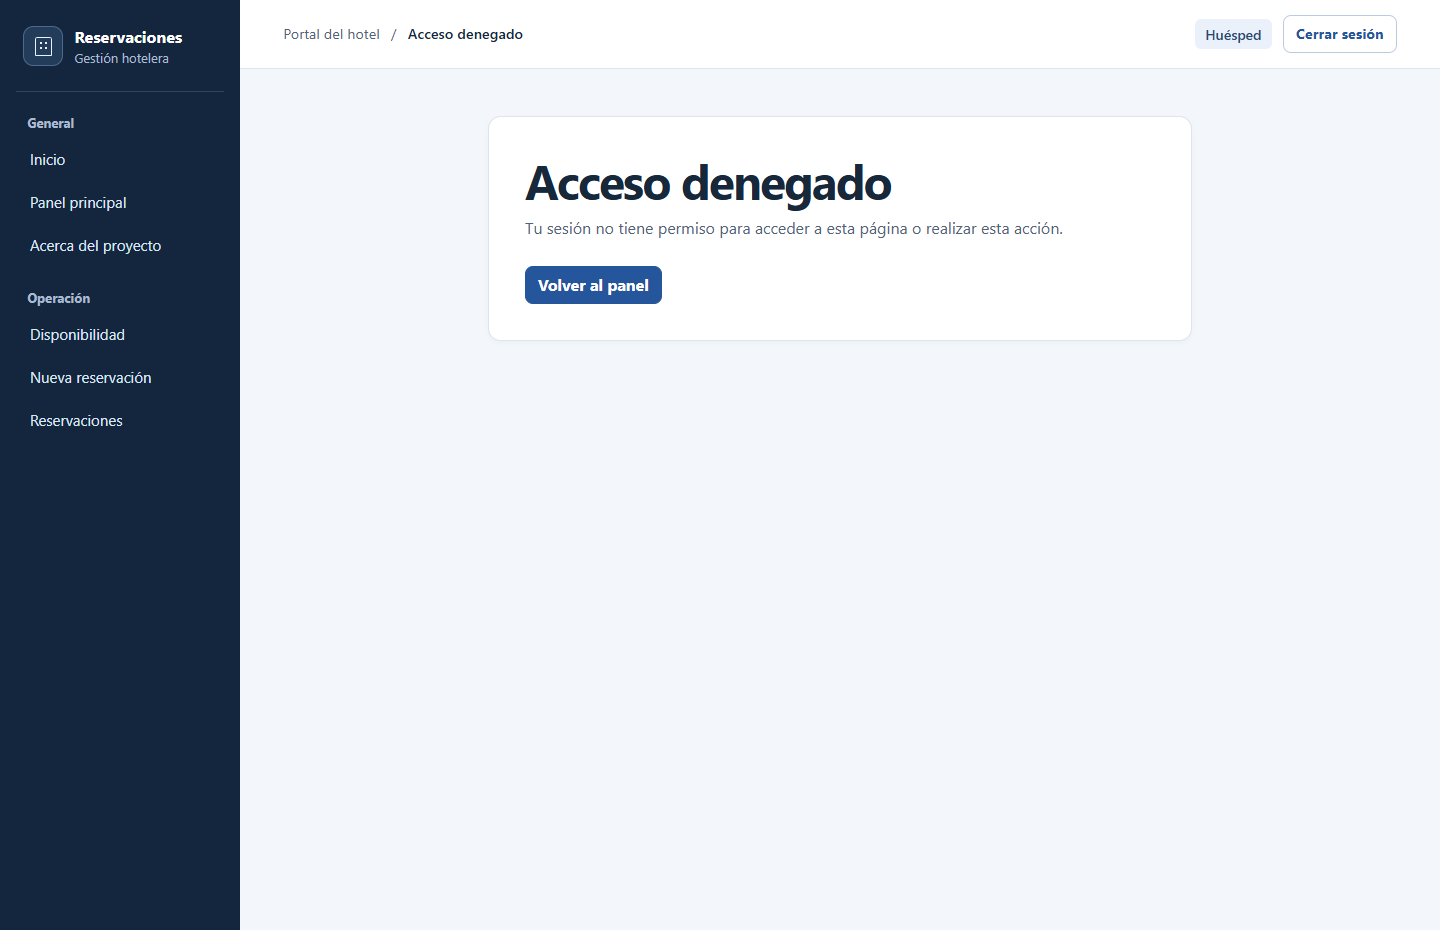 Reservaciones
Gestión hotelera
General
Inicio
Panel principal
Acerca del proyecto
Operación
Disponibilidad
Nueva reservación
Reservaciones
Portal del hotel / Acceso denegado
Huésped
Cerrar sesión
Acceso denegado
Tu sesión no tiene permiso para acceder a esta página o realizar esta acción.
Volver al panel